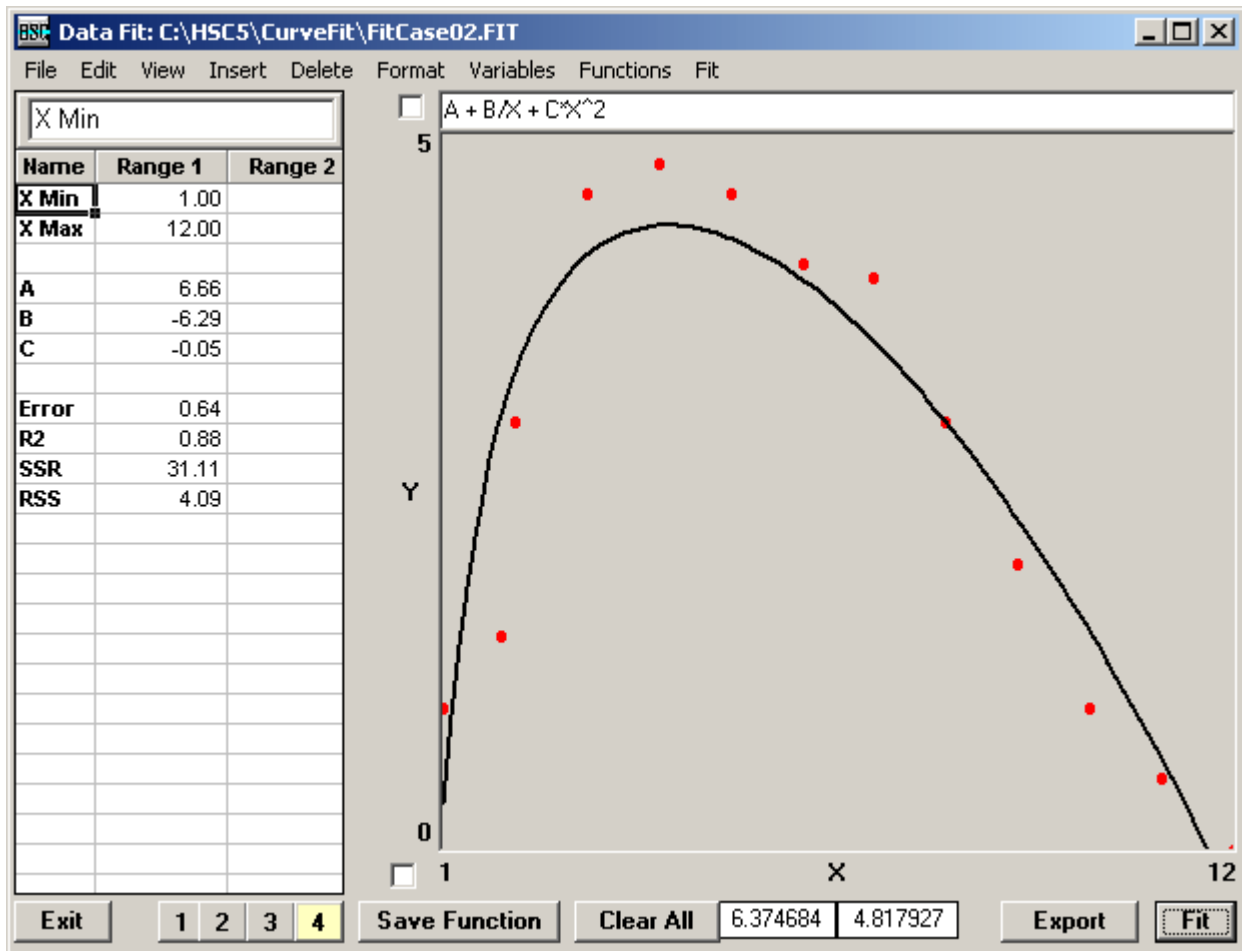 HSC Data Fit: C:\HSC5\CurveFit\FitCase02.FIT
File Edit View Insert Delete Format Variables Functions Fit
X Min
A + B/X + C*X^2
Name Range 1 Range 2
X Min 1.00
X Max 12.00
A 6.66
B -6.29
C -0.05
Error 0.64
R2 0.88
SSR 31.11
RSS 4.09
5
Y
0
1 X 12
Exit 1 2 3 4 Save Function Clear All 6.374684 4.817927 Export Fit